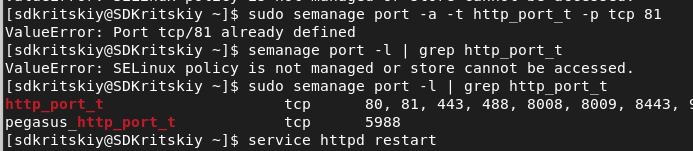 [sdkritskiy@SDKritskiy ~]$ sudo semanage port -a -t http_port_t -p tcp 81
ValueError: Port tcp/81 already defined
[sdkritskiy@SDKritskiy ~]$ semanage port -l | grep http_port_t
ValueError: SELinux policy is not managed or store cannot be accessed.
[sdkritskiy@SDKritskiy ~]$ sudo semanage port -l | grep http_port_t
http_port_t                    tcp      80, 81, 443, 488, 8008, 8009, 8443, 9
pegasus_http_port_t            tcp      5988
[sdkritskiy@SDKritskiy ~]$ service httpd restart